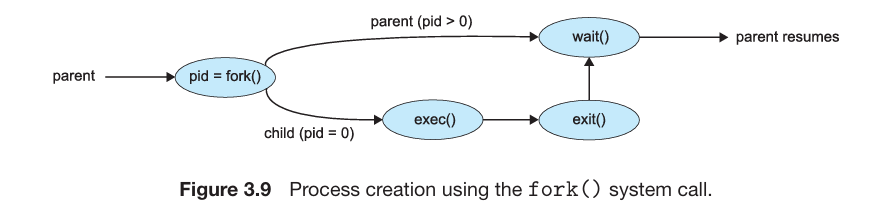 parent (pid > 0)
parent
pid = fork()
wait()
parent resumes
child (pid = 0)
exec()
exit()
Figure 3.9 Process creation using the fork() system call.